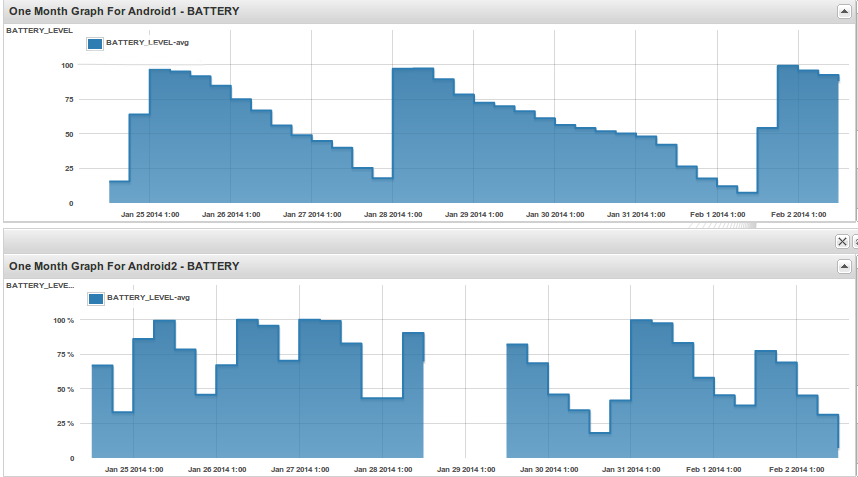 One Month Graph For Android1 - BATTERY
BATTERY_LEVEL
BATTERY_LEVEL-avg
100
75
50
25
0
Jan 25 2014 1:00 Jan 26 2014 1:00 Jan 27 2014 1:00 Jan 28 2014 1:00 Jan 29 2014 1:00 Jan 30 2014 1:00 Jan 31 2014 1:00 Feb 1 2014 1:00 Feb 2 2014 1:00
One Month Graph For Android2 - BATTERY
BATTERY_LEVE...
BATTERY_LEVEL-avg
100 %
75 %
50 %
25 %
0
Jan 25 2014 1:00 Jan 26 2014 1:00 Jan 27 2014 1:00 Jan 28 2014 1:00 Jan 29 2014 1:00 Jan 30 2014 1:00 Jan 31 2014 1:00 Feb 1 2014 1:00 Feb 2 2014 1:00